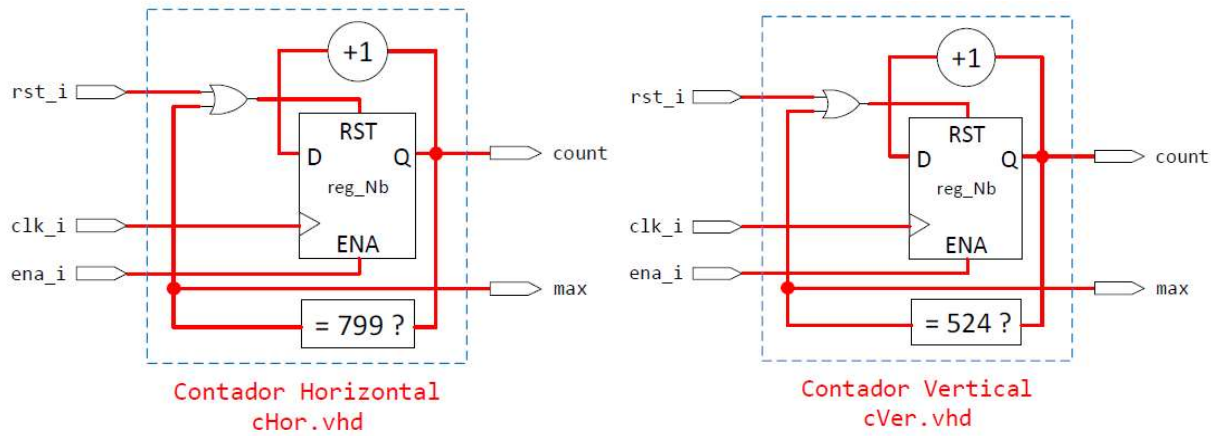 +1
rst_i
RST
D
Q
count
reg_Nb
clk_i
ENA
ena_i
max
= 799 ?
Contador Horizontal
cHor.vhd
+1
rst_i
RST
D
Q
count
reg_Nb
clk_i
ENA
ena_i
max
= 524 ?
Contador Vertical
cVer.vhd